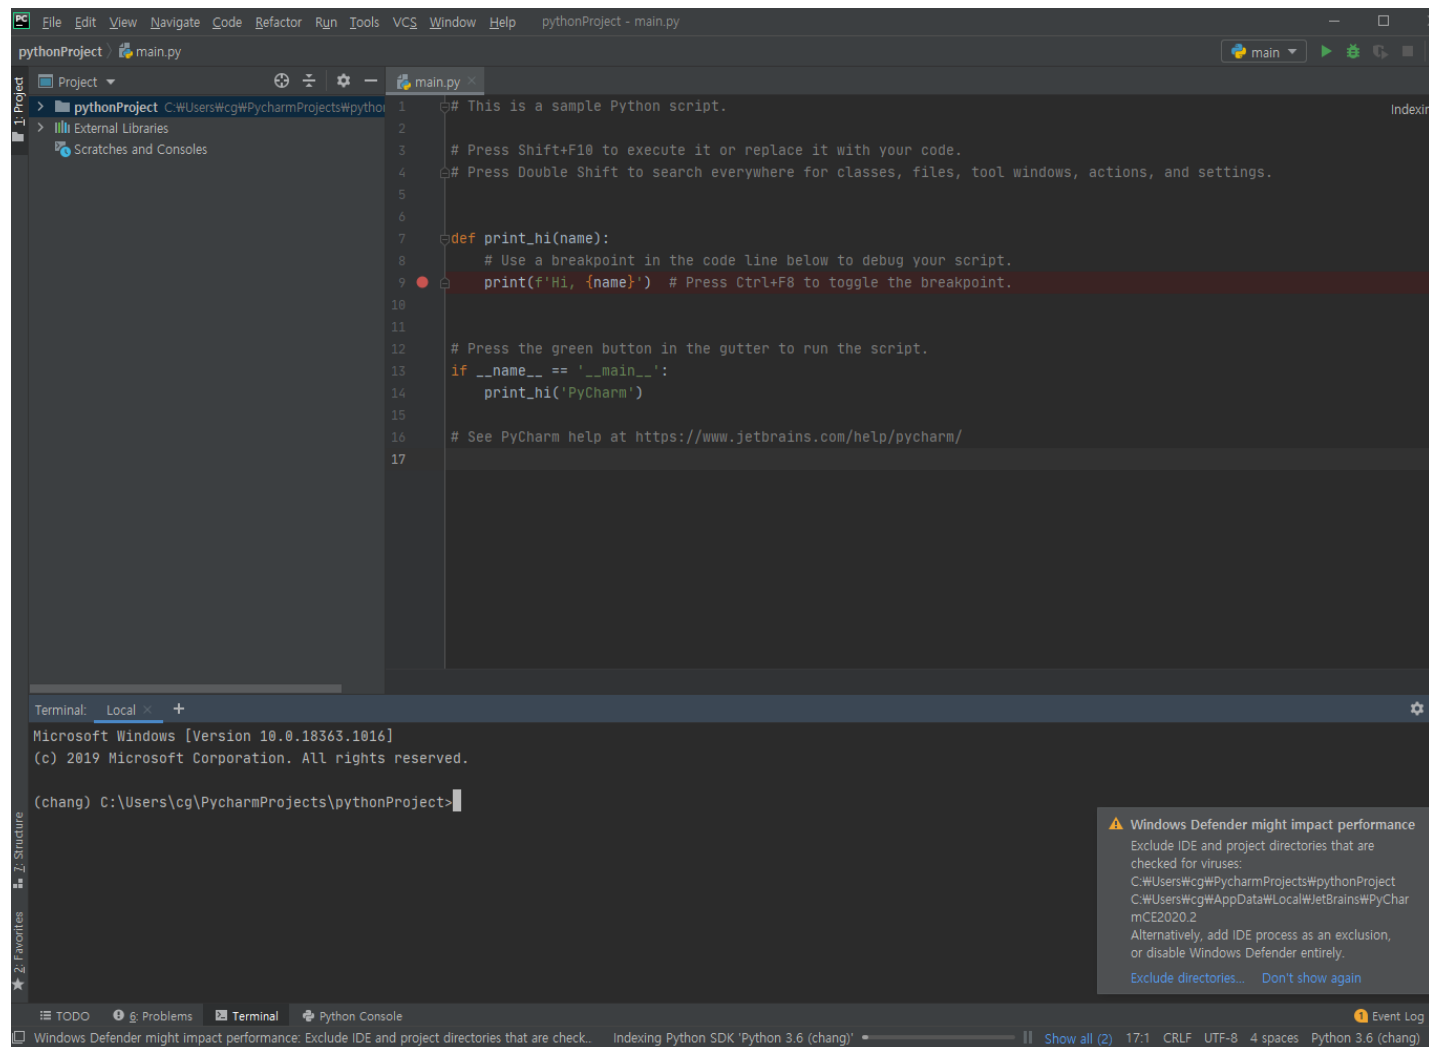 PC File Edit View Navigate Code Refactor Run Tools VCS Window Help pythonProject - main.py
pythonProject main.py main
1: Project
Project main.py
pythonProject C:₩Users₩cg₩PycharmProjects₩pytho
External Libraries
Scratches and Consoles
Indexin
1 # This is a sample Python script.
2
3 # Press Shift+F10 to execute it or replace it with your code.
4 # Press Double Shift to search everywhere for classes, files, tool windows, actions, and settings.
5
6
7 def print_hi(name):
8 # Use a breakpoint in the code line below to debug your script.
9 print(f'Hi, {name}') # Press Ctrl+F8 to toggle the breakpoint.
10
11
12 # Press the green button in the gutter to run the script.
13 if __name__ == '__main__':
14 print_hi('PyCharm')
15
16 # See PyCharm help at https://www.jetbrains.com/help/pycharm/
17
Terminal: Local +
Microsoft Windows [Version 10.0.18363.1016]
(c) 2019 Microsoft Corporation. All rights reserved.
(chang) C:\Users\cg\PycharmProjects\pythonProject>
7: Structure
2: Favorites
Windows Defender might impact performance
Exclude IDE and project directories that are
checked for viruses:
C:₩Users₩cg₩PycharmProjects₩pythonProject
C:₩Users₩cg₩AppData₩Local₩JetBrains₩PyChar
mCE2020.2
Alternatively, add IDE process as an exclusion,
or disable Windows Defender entirely.
Exclude directories... Don't show again
TODO 6: Problems Terminal Python Console 1 Event Log
Windows Defender might impact performance: Exclude IDE and project directories that are check.. Indexing Python SDK 'Python 3.6 (chang)' Show all (2) 17:1 CRLF UTF-8 4 spaces Python 3.6 (chang)